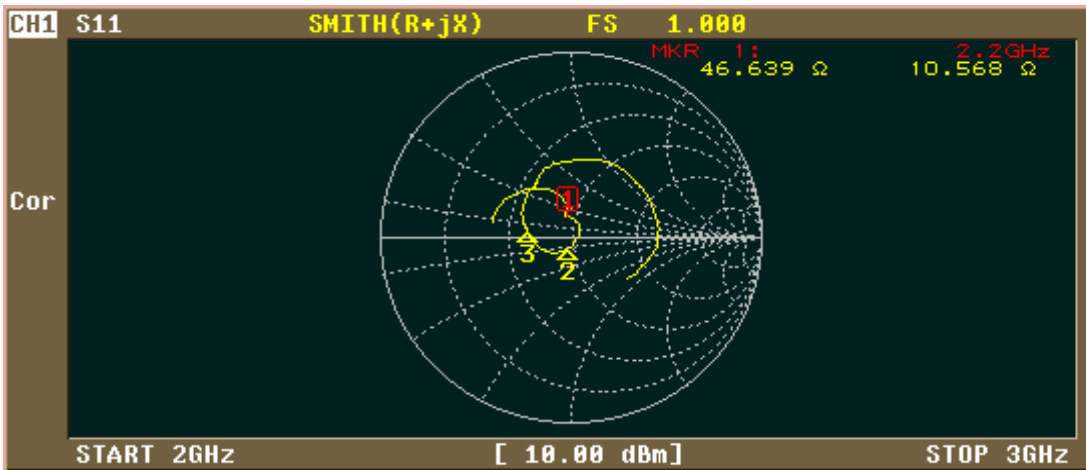 CH1 S11 SMITH(R+jX) FS 1.000
MKR 1: 2.2GHz
46.639 Ω 10.568 Ω
Cor
1
3
2
START 2GHz [ 10.00 dBm] STOP 3GHz